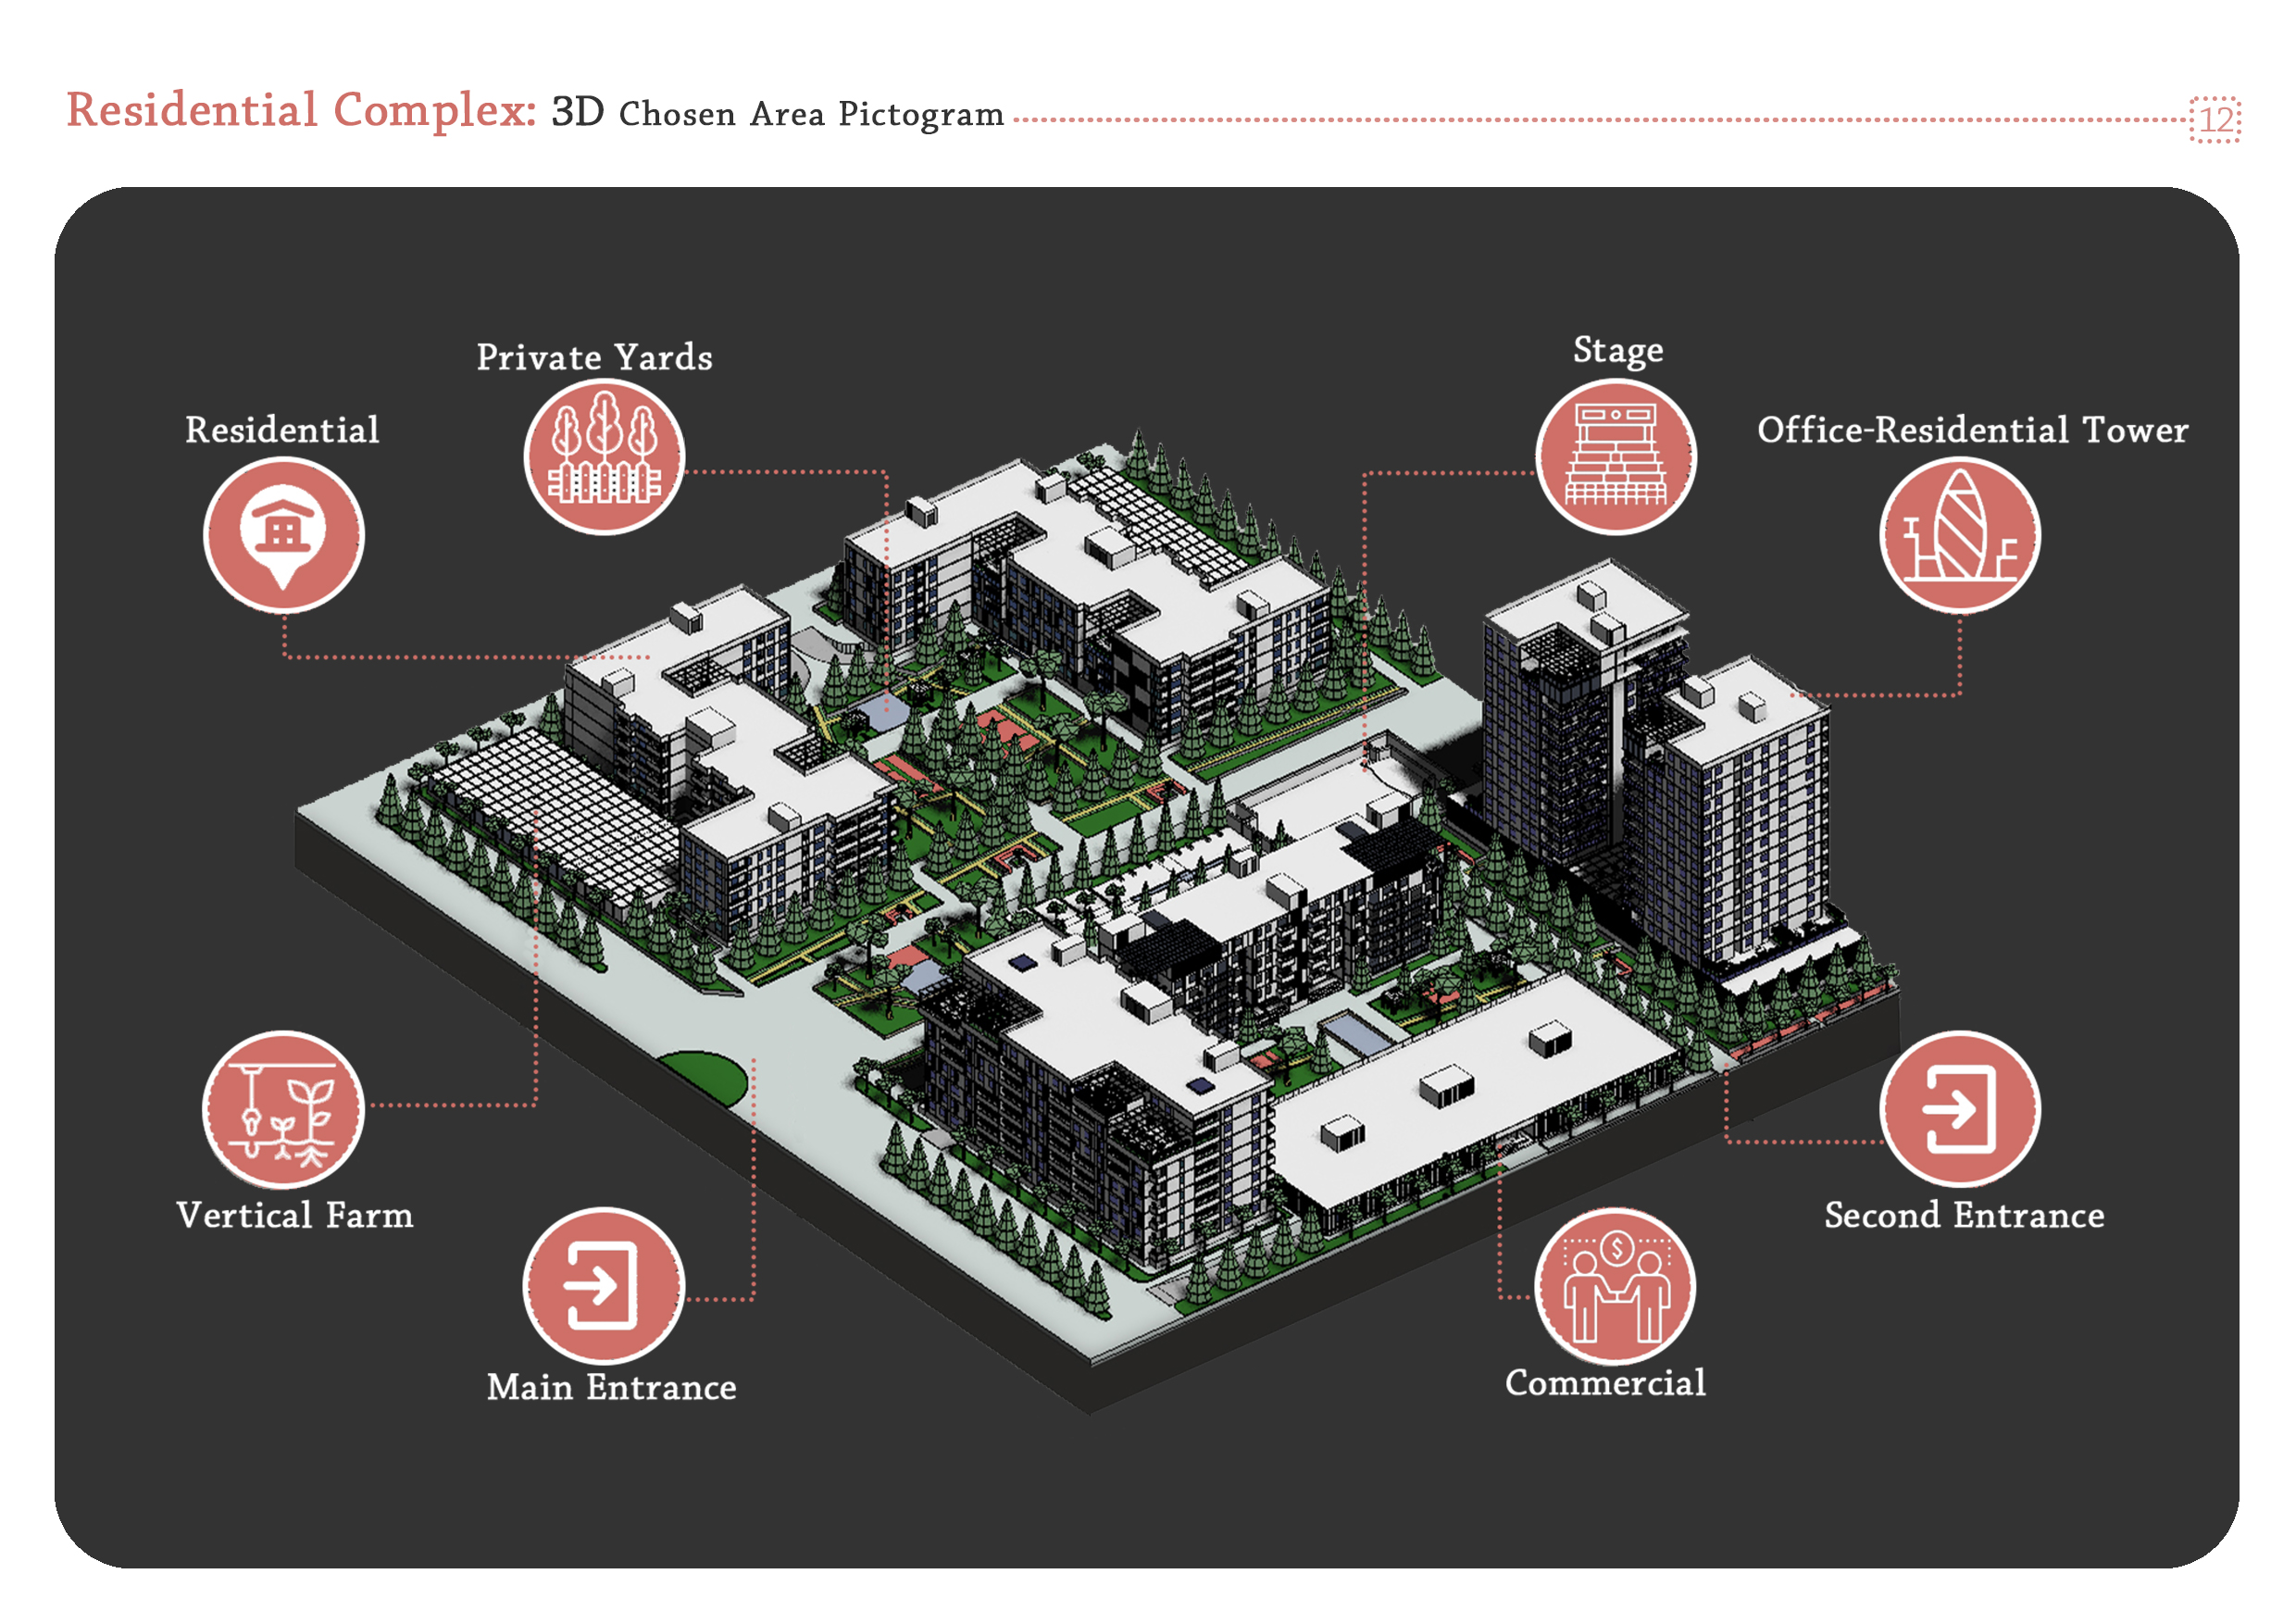 Residential Complex: 3D Chosen Area Pictogram
12
Private Yards
Stage
Residential
Office-Residential Tower
$
Vertical Farm
Second Entrance
Main Entrance
Commercial